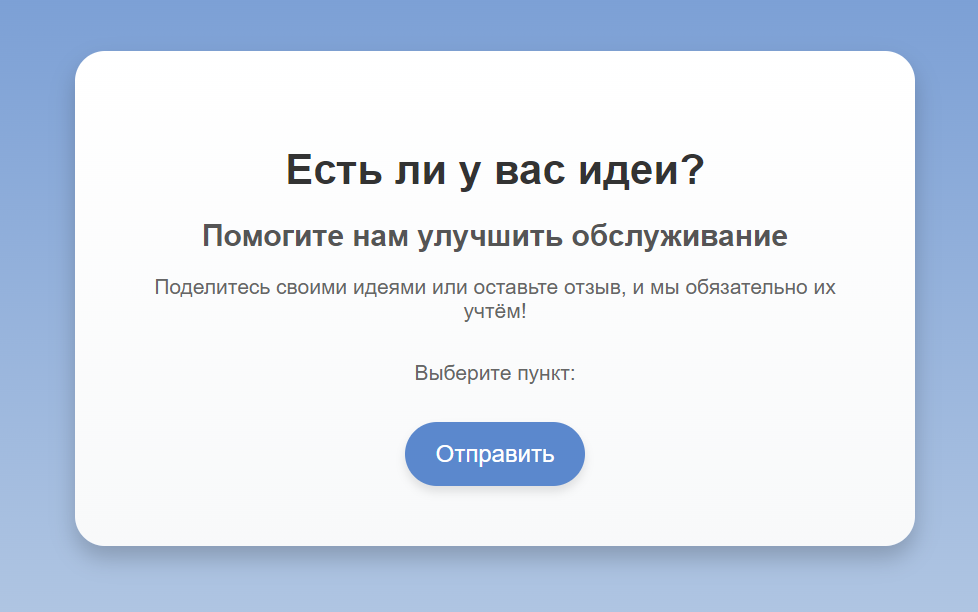 Есть ли у вас идеи?
Помогите нам улучшить обслуживание
Поделитесь своими идеями или оставьте отзыв, и мы обязательно их
учтём!
Выберите пункт:
Отправить